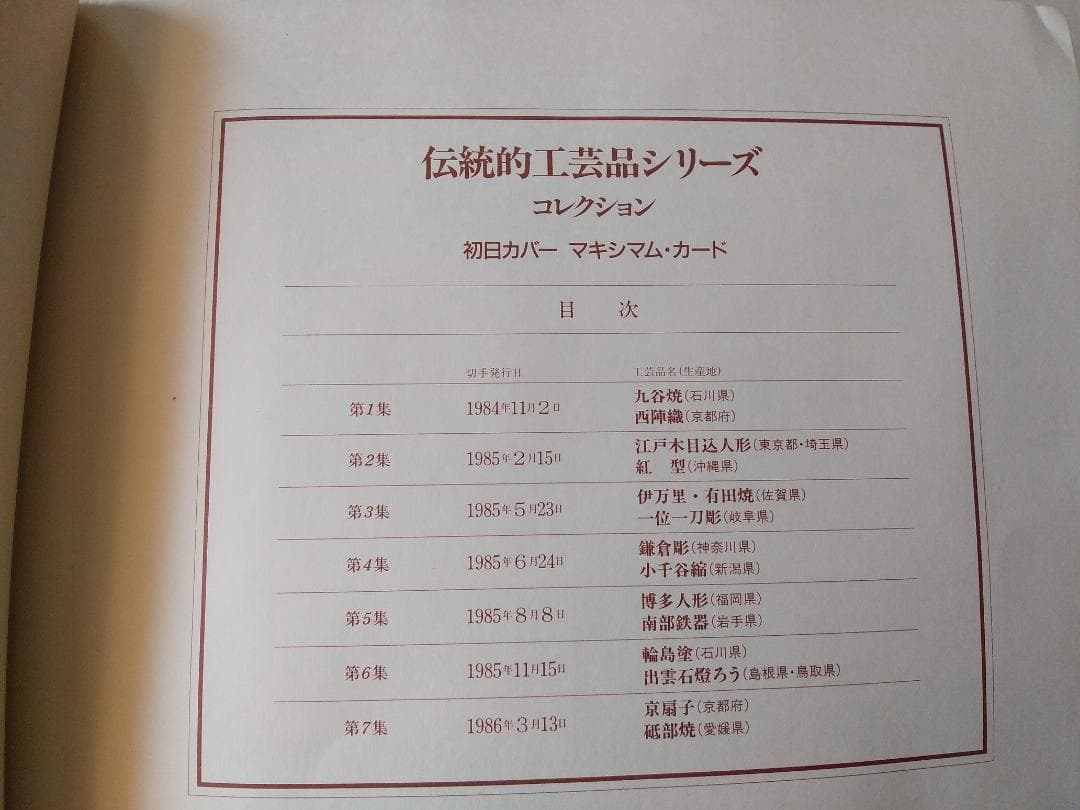 伝統的工芸品シリーズ
コレクション
初日カバー マキシマム・カード
目 次
切手発行日 工芸品名(生産地)
第1集 1984年11月2日 九谷焼(石川県)
西陣織(京都府)
第2集 1985年2月15日 江戸木目込人形(東京都・埼玉県)
紅 型(沖縄県)
第3集 1985年5月23日 伊万里・有田焼(佐賀県)
一位一刀彫(岐阜県)
第4集 1985年6月24日 鎌倉彫(神奈川県)
小千谷縮(新潟県)
第5集 1985年8月8日 博多人形(福岡県)
南部鉄器(岩手県)
第6集 1985年11月15日 輪島塗(石川県)
出雲石燈ろう(島根県・鳥取県)
第7集 1986年3月13日 京扇子(京都府)
砥部焼(愛媛県)